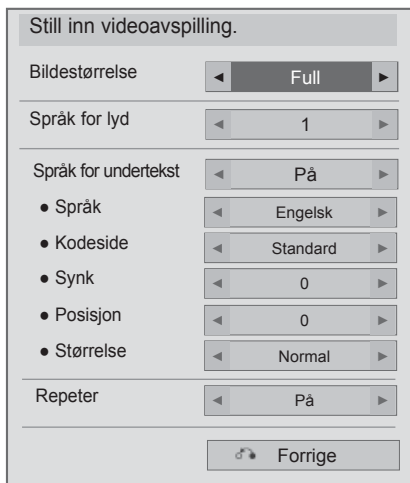 Still inn videoavspilling.
Bildestørrelse ◄ Full ►
Språk for lyd ◄ 1 ►
Språk for undertekst ◄ På ►
● Språk ◄ Engelsk ►
● Kodeside ◄ Standard ►
● Synk ◄ 0 ►
● Posisjon ◄ 0 ►
● Størrelse ◄ Normal ►
Repeter ◄ På ►
Forrige